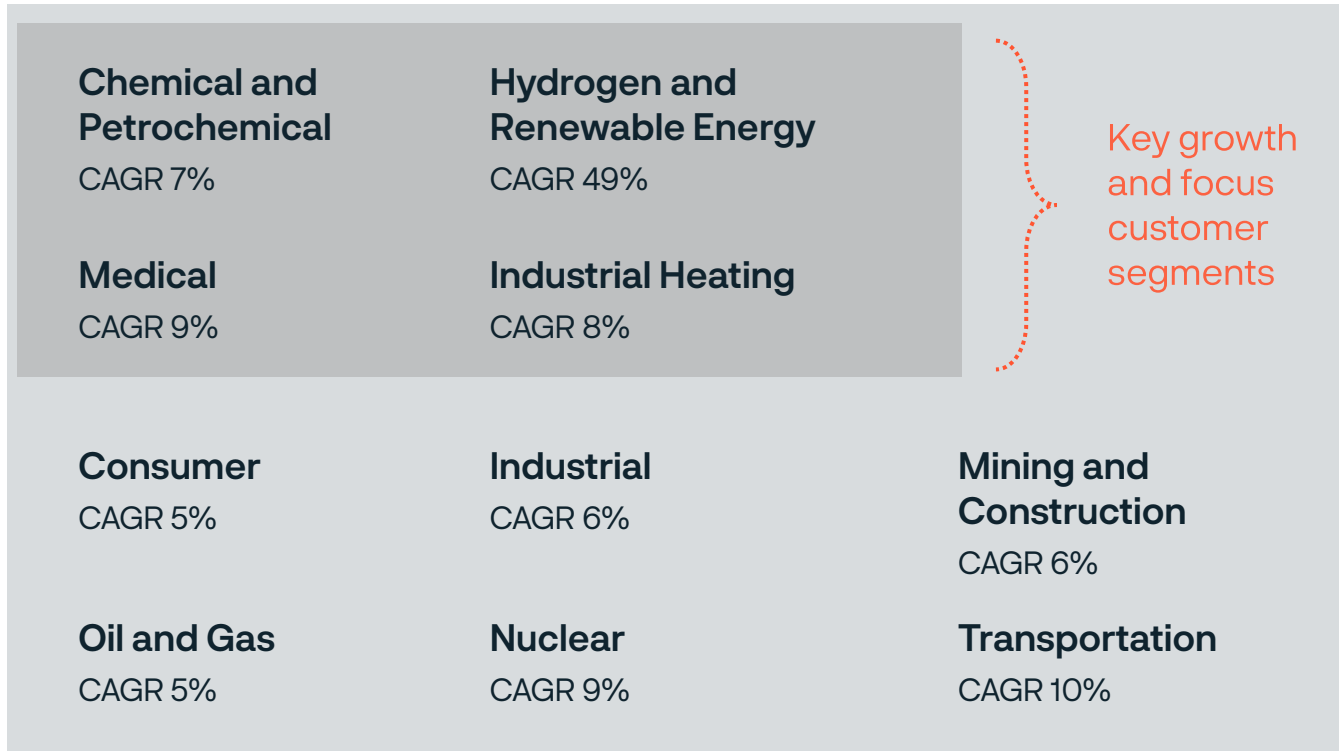 Chemical and
Petrochemical
CAGR 7%
Hydrogen and
Renewable Energy
CAGR 49%
Medical
CAGR 9%
Industrial Heating
CAGR 8%
Key growth
and focus
customer
segments
Consumer
CAGR 5%
Industrial
CAGR 6%
Mining and
Construction
CAGR 6%
Oil and Gas
CAGR 5%
Nuclear
CAGR 9%
Transportation
CAGR 10%